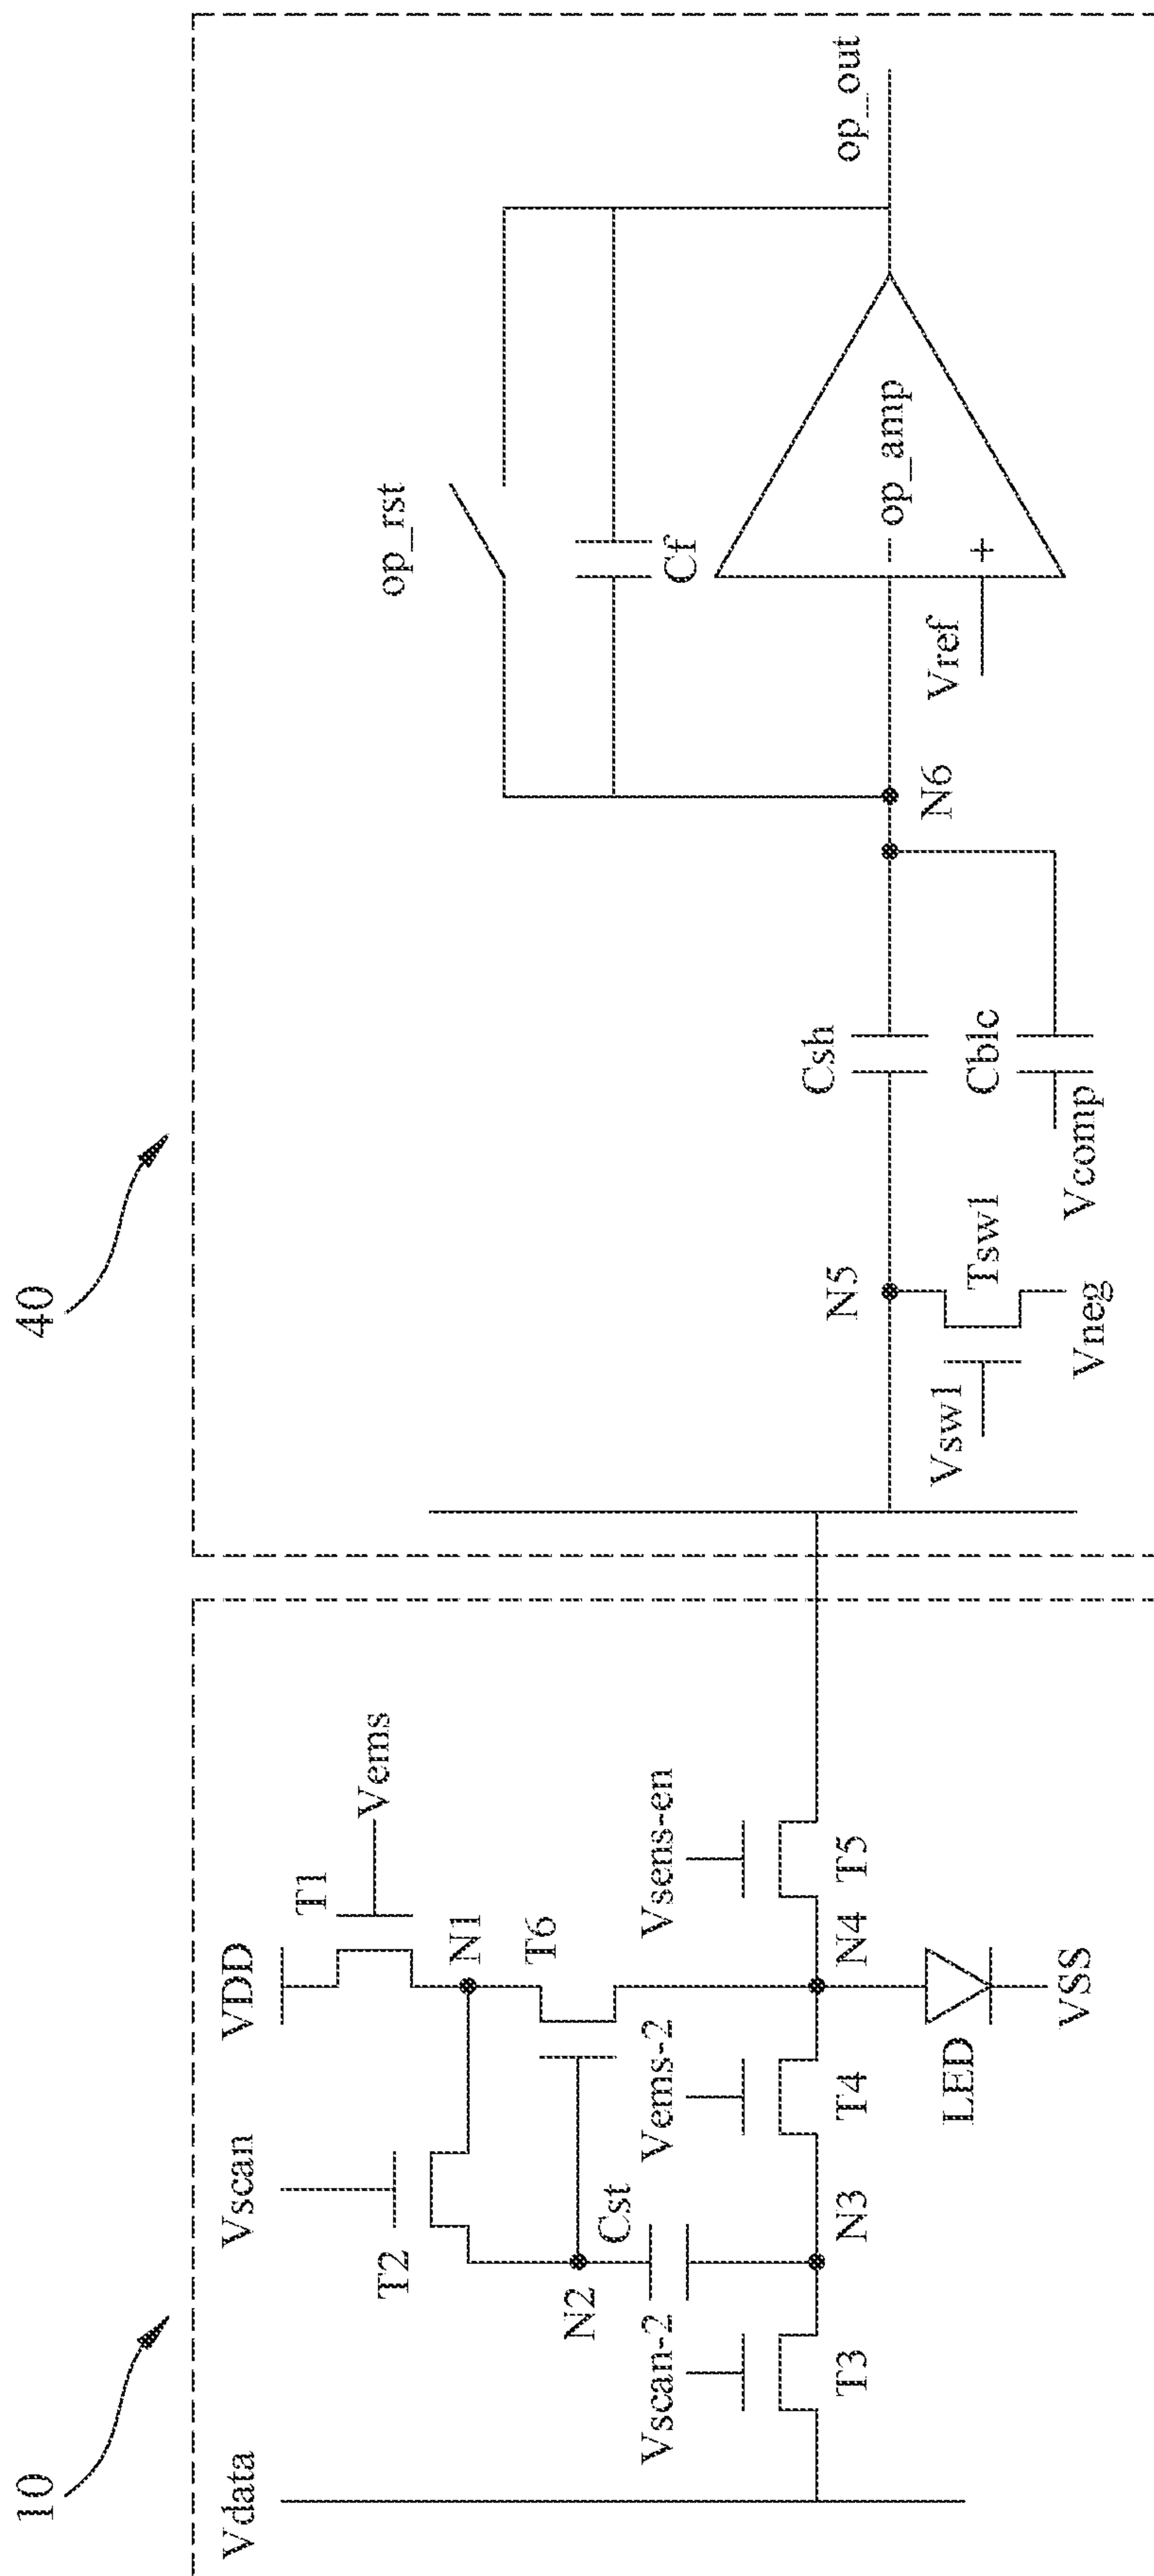 10
40
Vdata
Vscan
VDD
T1
Vems
T2
N1
N2
Cst
T6
Vscan-2
Vems-2
Vsens-en
T3
N3
T4
N4
T5
LED
VSS
op_rst
Cf
op_out
N5
Csh
N6
op_amp
–
Vref
+
Vsw1
Tsw1
Cblc
Vneg
Vcomp